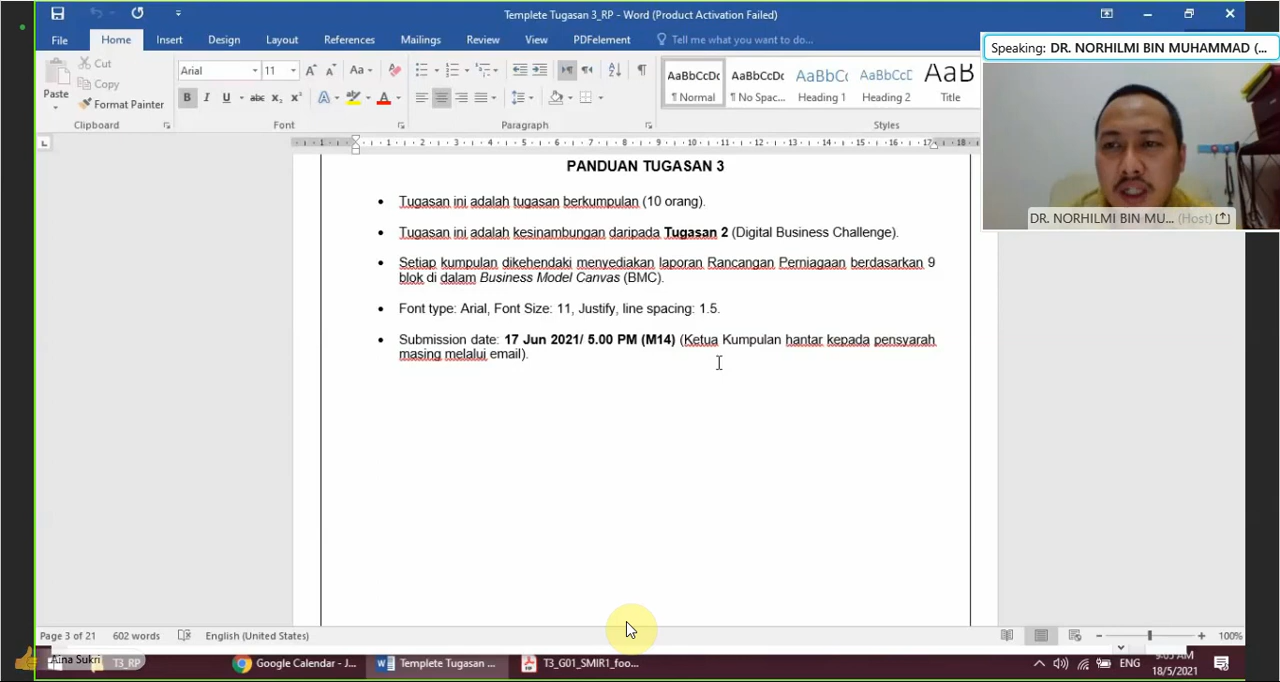 Templete Tugasan 3_RP - Word (Product Activation Failed)
File Home Insert Design Layout References Mailings Review View PDFelement Tell me what you want to do...
Speaking: DR. NORHILMI BIN MUHAMMAD (...
Paste
Cut
Copy
Format Painter
Clipboard
Arial 11
Font
Paragraph
AaBbCcDc AaBbCcDc AaBbCc AaBbCcD AaB
¶ Normal ¶ No Spac... Heading 1 Heading 2 Title
Styles
DR. NORHILMI BIN MU... (Host)
PANDUAN TUGASAN 3
• Tugasan ini adalah tugasan berkumpulan (10 orang).
• Tugasan ini adalah kesinambungan daripada Tugasan 2 (Digital Business Challenge).
• Setiap kumpulan dikehendaki menyediakan laporan Rancangan Perniagaan berdasarkan 9
blok di dalam Business Model Canvas (BMC).
• Font type: Arial, Font Size: 11, Justify, line spacing: 1.5.
• Submission date: 17 Jun 2021/ 5.00 PM (M14) (Ketua Kumpulan hantar kepada pensyarah
masing melalui email).
Page 3 of 21 602 words English (United States) 100%
Aina Sukri
T3_RP
Google Calendar - J...
Templete Tugasan ...
T3_G01_SMIR1_foo...
ENG
18/5/2021